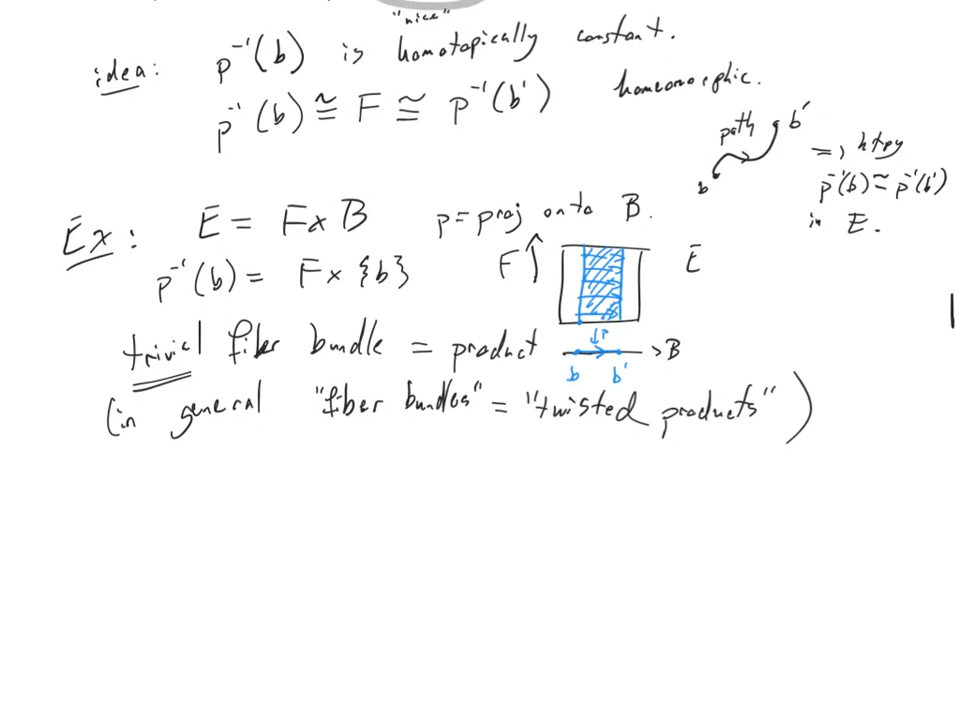 "nice"
idea: p⁻¹(b) is homotopically constant.
p⁻¹(b) ≅ F ≅ p⁻¹(b') homeomorphic.
path b'
b
=> htpy
p⁻¹(b) ≃ p⁻¹(b')
in E.
Ex: E = F x B p = proj onto B.
p⁻¹(b) = F x {b} F ↑ E
trivial fiber bundle = product ↓p > B
b b'
(in general "fiber bundles" = "twisted products")